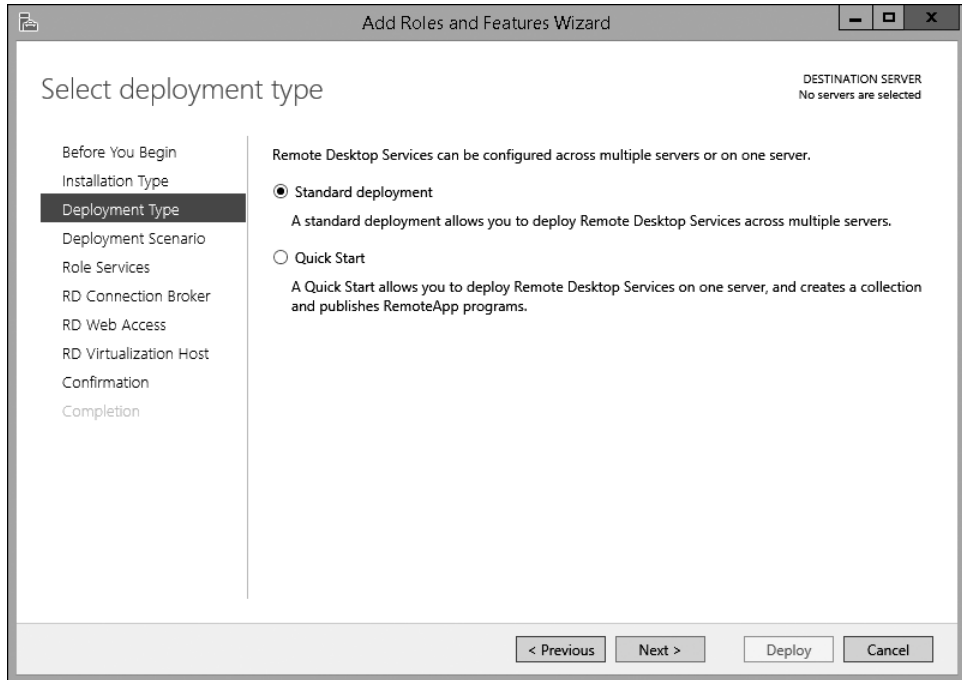 Add Roles and Features Wizard
Select deployment type
DESTINATION SERVER
No servers are selected
Before You Begin
Installation Type
Deployment Type
Deployment Scenario
Role Services
RD Connection Broker
RD Web Access
RD Virtualization Host
Confirmation
Completion
Remote Desktop Services can be configured across multiple servers or on one server.
Standard deployment
A standard deployment allows you to deploy Remote Desktop Services across multiple servers.
Quick Start
A Quick Start allows you to deploy Remote Desktop Services on one server, and creates a collection
and publishes RemoteApp programs.
< Previous
Next >
Deploy
Cancel